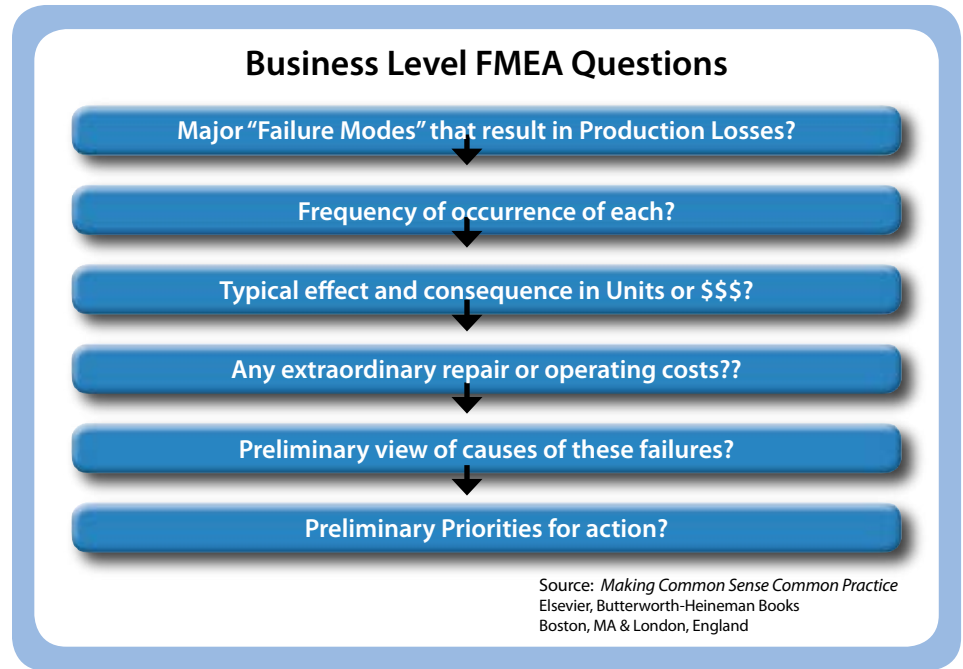 Business Level FMEA Questions
Major “Failure Modes” that result in Production Losses?
Frequency of occurrence of each?
Typical effect and consequence in Units or $$$?
Any extraordinary repair or operating costs??
Preliminary view of causes of these failures?
Preliminary Priorities for action?
Source: Making Common Sense Common Practice
Elsevier, Butterworth-Heineman Books
Boston, MA & London, England